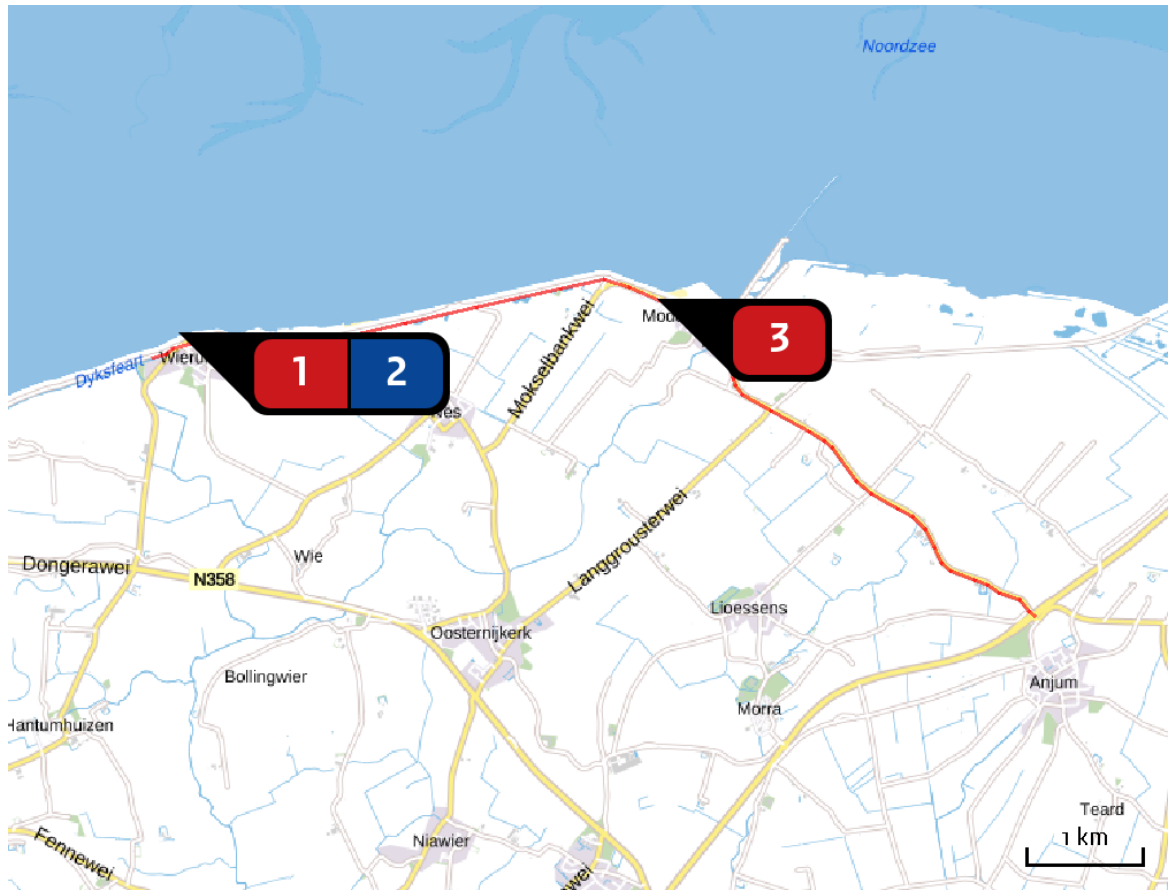 Noordzee
Dyksfeart
1
2
3
Mokselbankwei
Langgrousterwei
Dongerawei
N358
Wie
Lioessens
Oosternijkerk
Bollingwier
Anjum
Morra
Hantumhuizen
Teard
1 km
Niawier
Fennewei